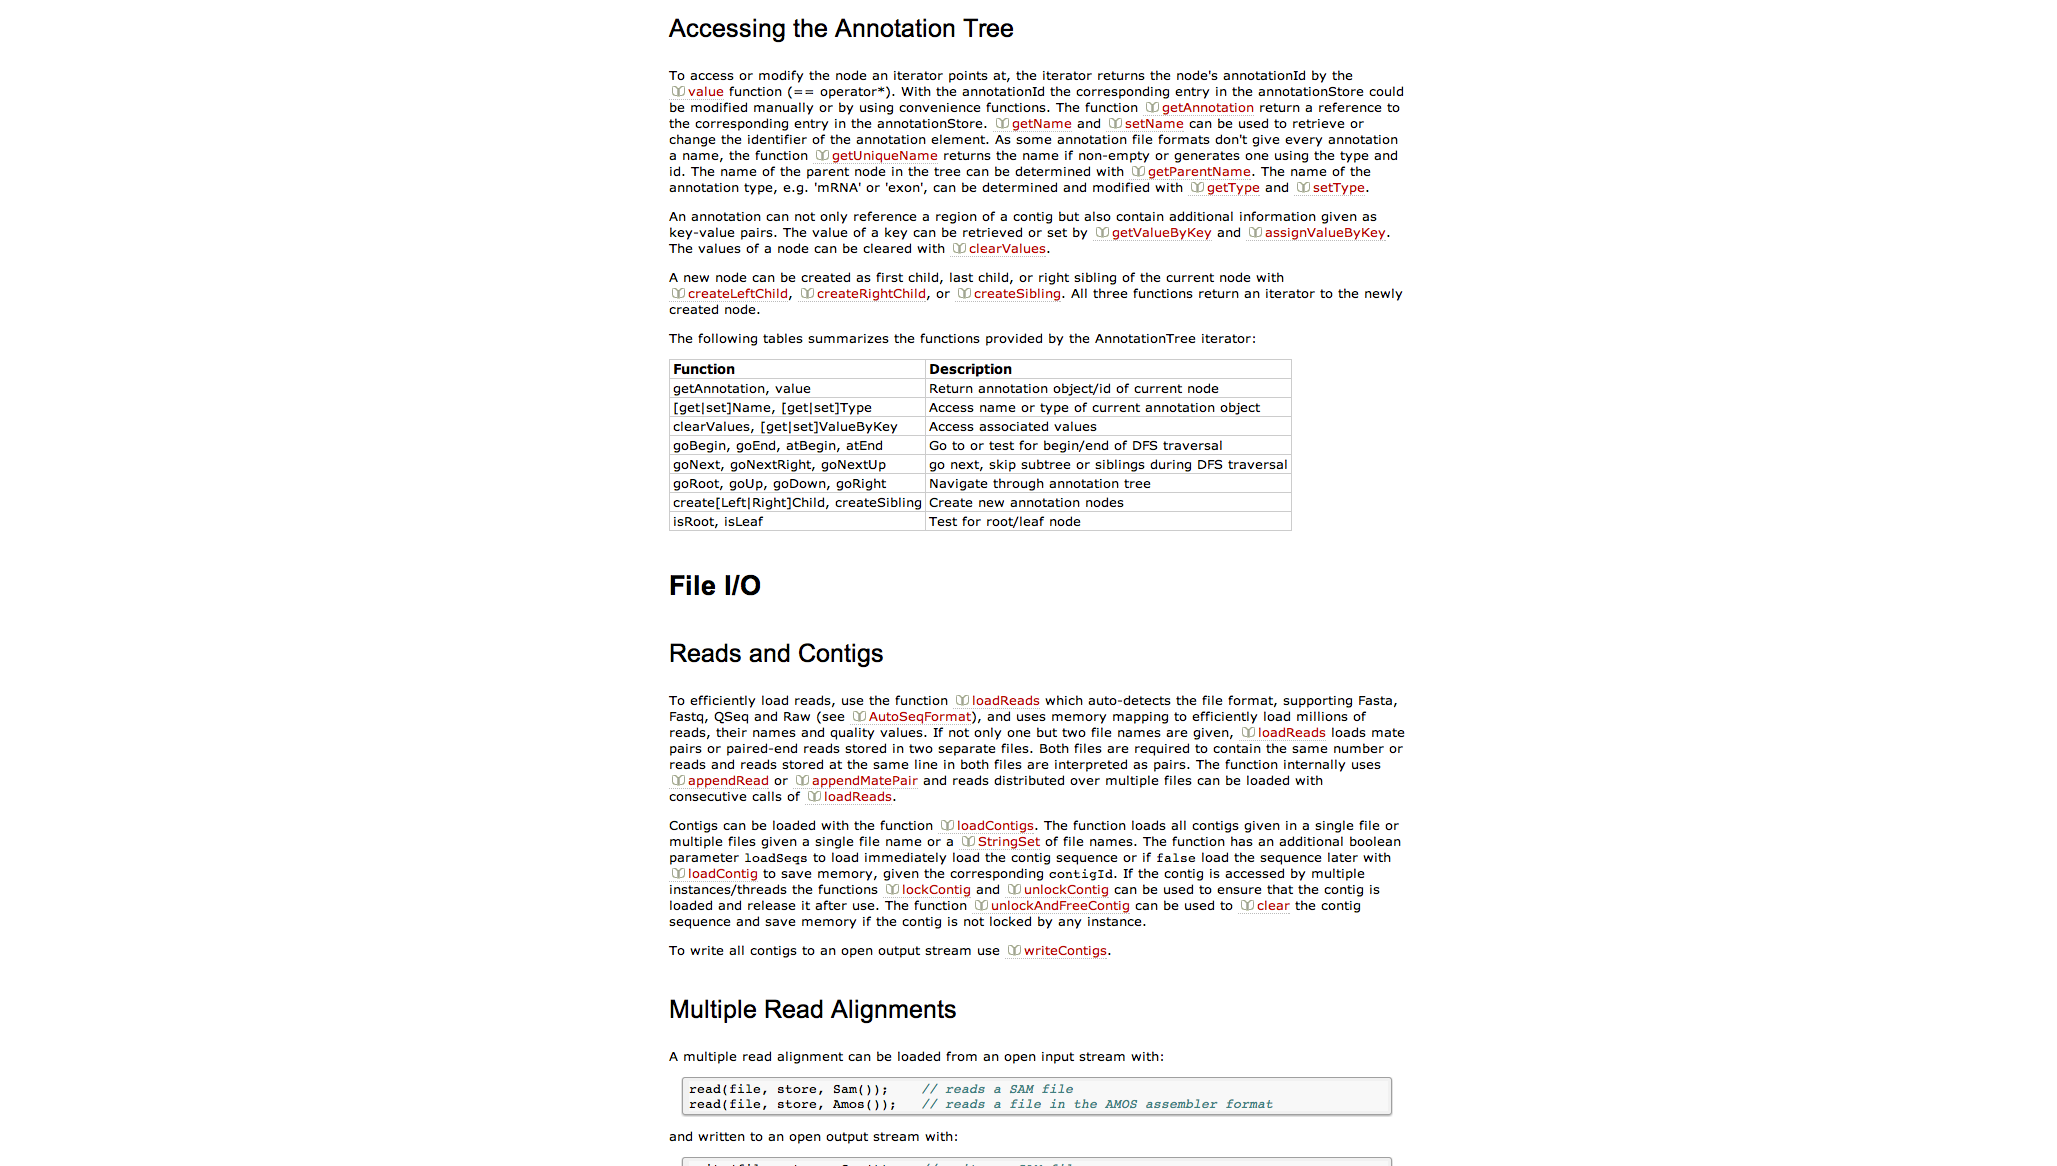 Accessing the Annotation Tree
To access or modify the node an iterator points at, the iterator returns the node's annotationId by the
value function (== operator*). With the annotationId the corresponding entry in the annotationStore could
be modified manually or by using convenience functions. The function getAnnotation return a reference to
the corresponding entry in the annotationStore. getName and setName can be used to retrieve or
change the identifier of the annotation element. As some annotation file formats don't give every annotation
a name, the function getUniqueName returns the name if non-empty or generates one using the type and
id. The name of the parent node in the tree can be determined with getParentName. The name of the
annotation type, e.g. 'mRNA' or 'exon', can be determined and modified with getType and setType.
An annotation can not only reference a region of a contig but also contain additional information given as
key-value pairs. The value of a key can be retrieved or set by getValueByKey and assignValueByKey.
The values of a node can be cleared with clearValues.
A new node can be created as first child, last child, or right sibling of the current node with
createLeftChild, createRightChild, or createSibling. All three functions return an iterator to the newly
created node.
The following tables summarizes the functions provided by the AnnotationTree iterator:
Function Description
getAnnotation, value Return annotation object/id of current node
[get|set]Name, [get|set]Type Access name or type of current annotation object
clearValues, [get|set]ValueByKey Access associated values
goBegin, goEnd, atBegin, atEnd Go to or test for begin/end of DFS traversal
goNext, goNextRight, goNextUp go next, skip subtree or siblings during DFS traversal
goRoot, goUp, goDown, goRight Navigate through annotation tree
create[Left|Right]Child, createSibling Create new annotation nodes
isRoot, isLeaf Test for root/leaf node
File I/O
Reads and Contigs
To efficiently load reads, use the function loadReads which auto-detects the file format, supporting Fasta,
Fastq, QSeq and Raw (see AutoSeqFormat), and uses memory mapping to efficiently load millions of
reads, their names and quality values. If not only one but two file names are given, loadReads loads mate
pairs or paired-end reads stored in two separate files. Both files are required to contain the same number or
reads and reads stored at the same line in both files are interpreted as pairs. The function internally uses
appendRead or appendMatePair and reads distributed over multiple files can be loaded with
consecutive calls of loadReads.
Contigs can be loaded with the function loadContigs. The function loads all contigs given in a single file or
multiple files given a single file name or a StringSet of file names. The function has an additional boolean
parameter loadSeqs to load immediately load the contig sequence or if false load the sequence later with
loadContig to save memory, given the corresponding contigId. If the contig is accessed by multiple
instances/threads the functions lockContig and unlockContig can be used to ensure that the contig is
loaded and release it after use. The function unlockAndFreeContig can be used to clear the contig
sequence and save memory if the contig is not locked by any instance.
To write all contigs to an open output stream use writeContigs.
Multiple Read Alignments
A multiple read alignment can be loaded from an open input stream with:
read(file, store, Sam()); // reads a SAM file
read(file, store, Amos()); // reads a file in the AMOS assembler format
and written to an open output stream with: